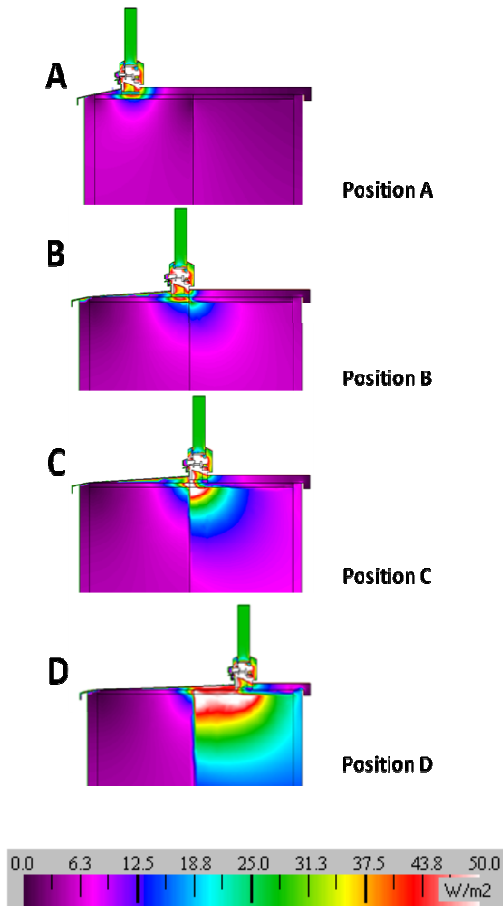 A
Position A
B
Position B
C
Position C
D
Position D
0.0 6.3 12.5 18.8 25.0 31.3 37.5 43.8 50.0
W/m2